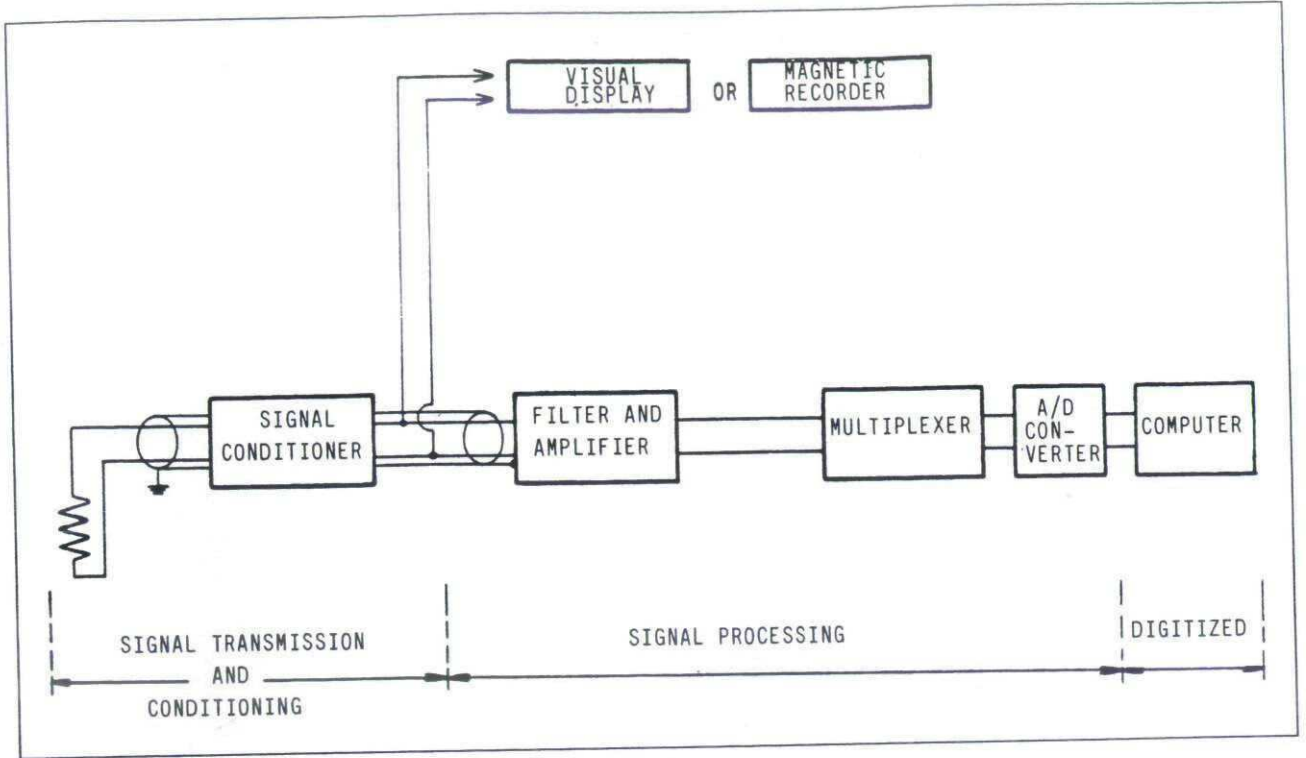 VISUAL
DISPLAY
OR
MAGNETIC
RECORDER
SIGNAL
CONDITIONER
FILTER AND
AMPLIFIER
MULTIPLEXER
A/D
CON-
VERTER
COMPUTER
SIGNAL TRANSMISSION
AND
CONDITIONING
SIGNAL PROCESSING
DIGITIZED